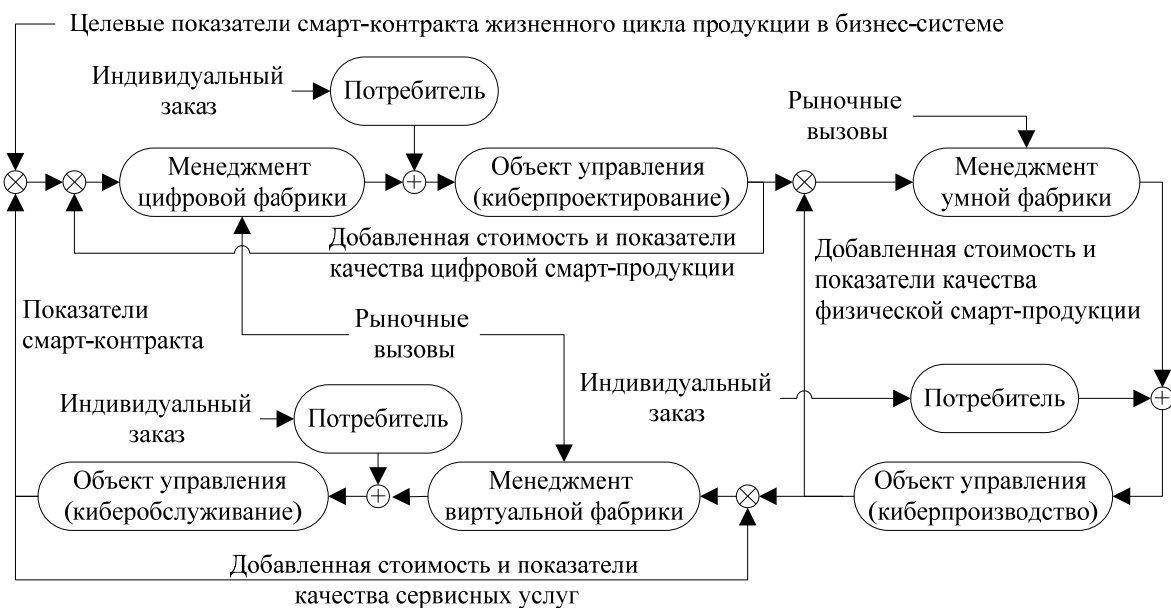 Целевые показатели смарт-контракта жизненного цикла продукции в бизнес-системе
Индивидуальный
заказ
Потребитель
Рыночные
вызовы
Менеджмент
цифровой фабрики
Объект управления
(киберпроектирование)
Менеджмент
умной фабрики
Добавленная стоимость и показатели
качества цифровой смарт-продукции
Добавленная стоимость и
показатели качества
физической смарт-продукции
Показатели
смарт-контракта
Рыночные
вызовы
Индивидуальный
заказ
Потребитель
Индивидуальный
заказ
Потребитель
Объект управления
(киберобслуживание)
Менеджмент
виртуальной фабрики
Объект управления
(киберпроизводство)
Добавленная стоимость и показатели
качества сервисных услуг